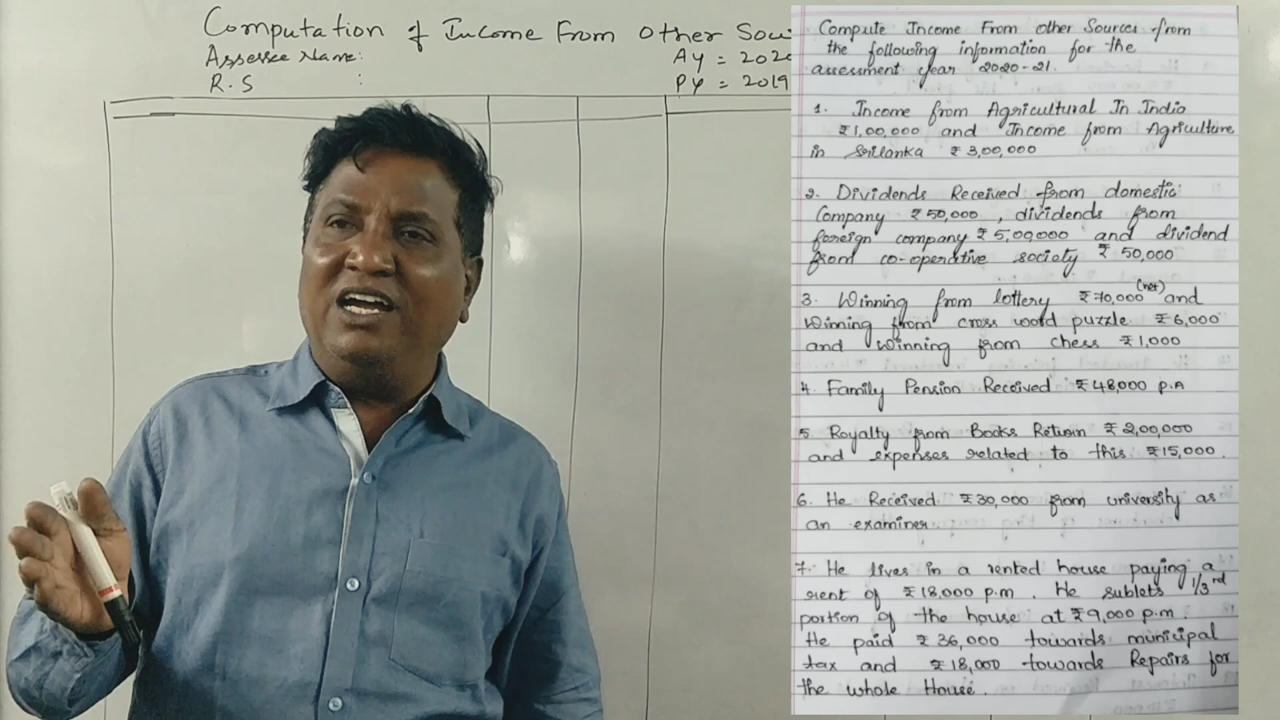 Computation of Income From Other Sou
Assessee Name:
R.S :
AY = 202
PY = 2019
Compute Income From other Sources from
the following information for the
assessment year 2020-21.
1. Income from Agricultural In India
₹1,00,000 and Income from Agriculture
in Srilanka ₹ 3,00,000
2. Dividends Received from domestic
Company ₹ 50,000 , dividends from
foreign company ₹ 5,00,000 and dividend
from co-operative society ₹ 50,000
3. Winning from lottery ₹70,000 (net) and
Winning from cross word puzzle ₹6,000
and Winning from chess ₹1,000
4. Family Pension Received ₹48,000 p.A
5. Royalty from Books Return ₹ 2,00,000
and expenses related to this ₹15,000.
6. He Received ₹30,000 from university as
an examiner
7. He lives in a rented house paying a
rent of ₹18,000 p.m. He sublets 1/3rd
portion of the house at ₹9,000 p.m.
He paid ₹ 36,000 towards municipal
tax and ₹18,000 towards Repairs for
the whole House.